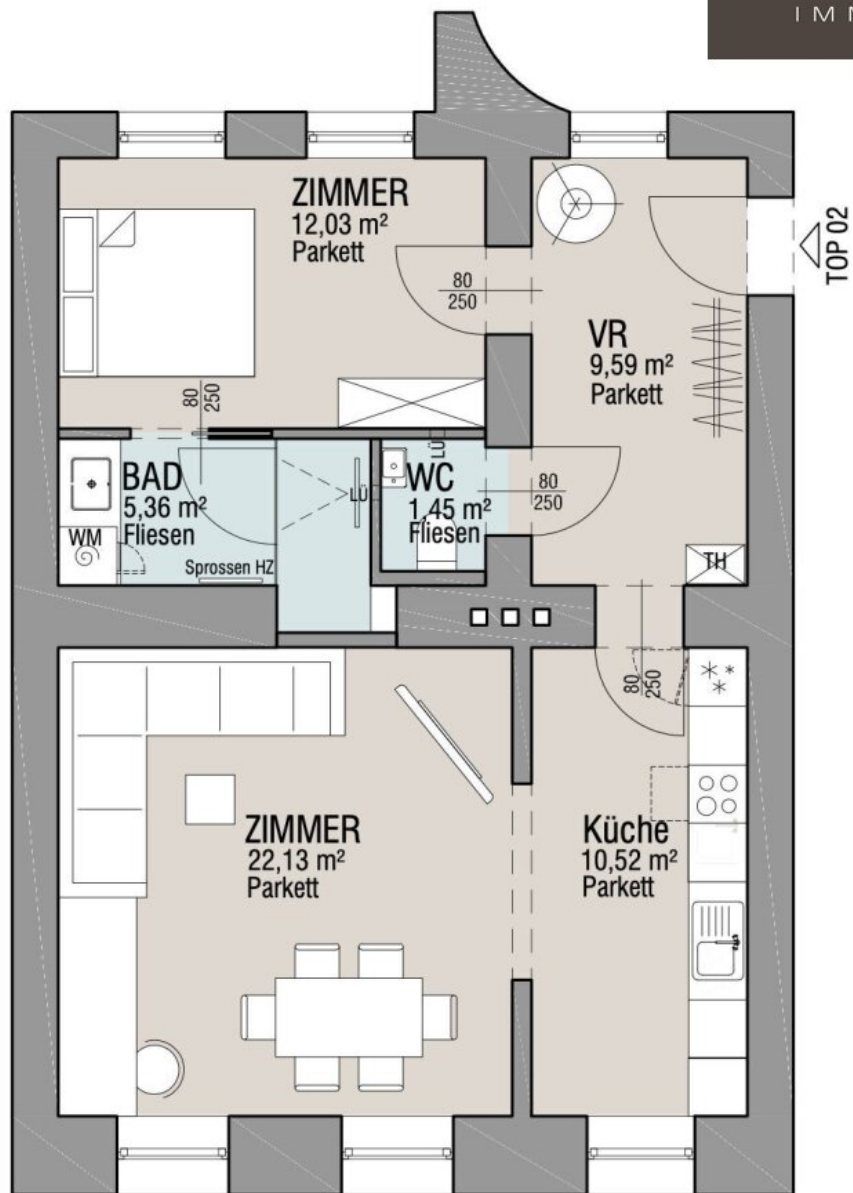 IMM
ZIMMER
12,03 m²
Parkett
80
250
VR
9,59 m²
Parkett
TOP 02
80
250
BAD
5,36 m²
Fliesen
WM
Sprossen HZ
LÜ
LÜ
WC
1,45 m²
Fliesen
80
250
TH
80
250
ZIMMER
22,13 m²
Parkett
Küche
10,52 m²
Parkett